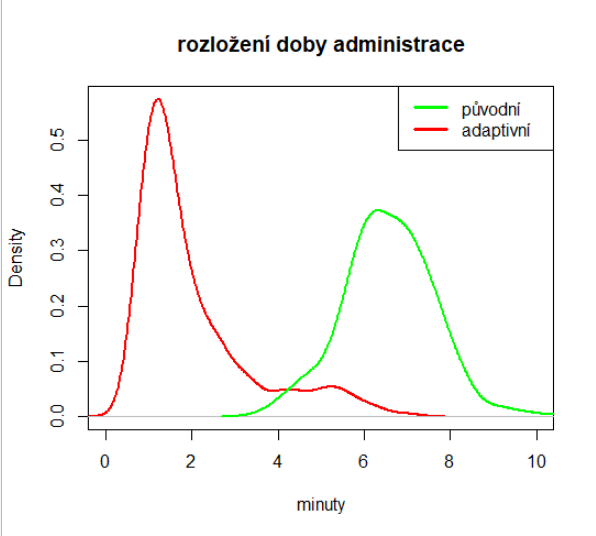 rozložení doby administrace
původní
adaptivní
0.5
0.4
0.3
0.2
0.1
0.0
Density
0 2 4 6 8 10
minuty